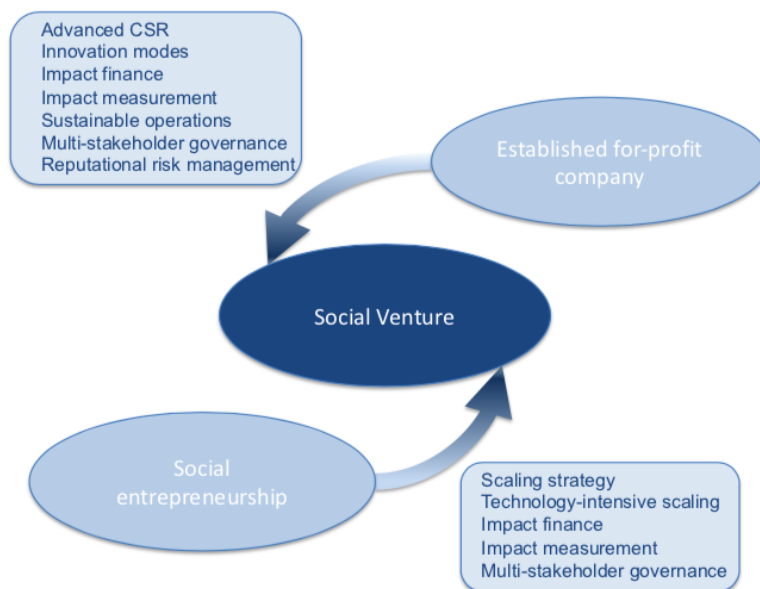 Advanced CSR
Innovation modes
Impact finance
Impact measurement
Sustainable operations
Multi-stakeholder governance
Reputational risk management
Established for-profit
company
Social Venture
Social
entrepreneurship
Scaling strategy
Technology-intensive scaling
Impact finance
Impact measurement
Multi-stakeholder governance